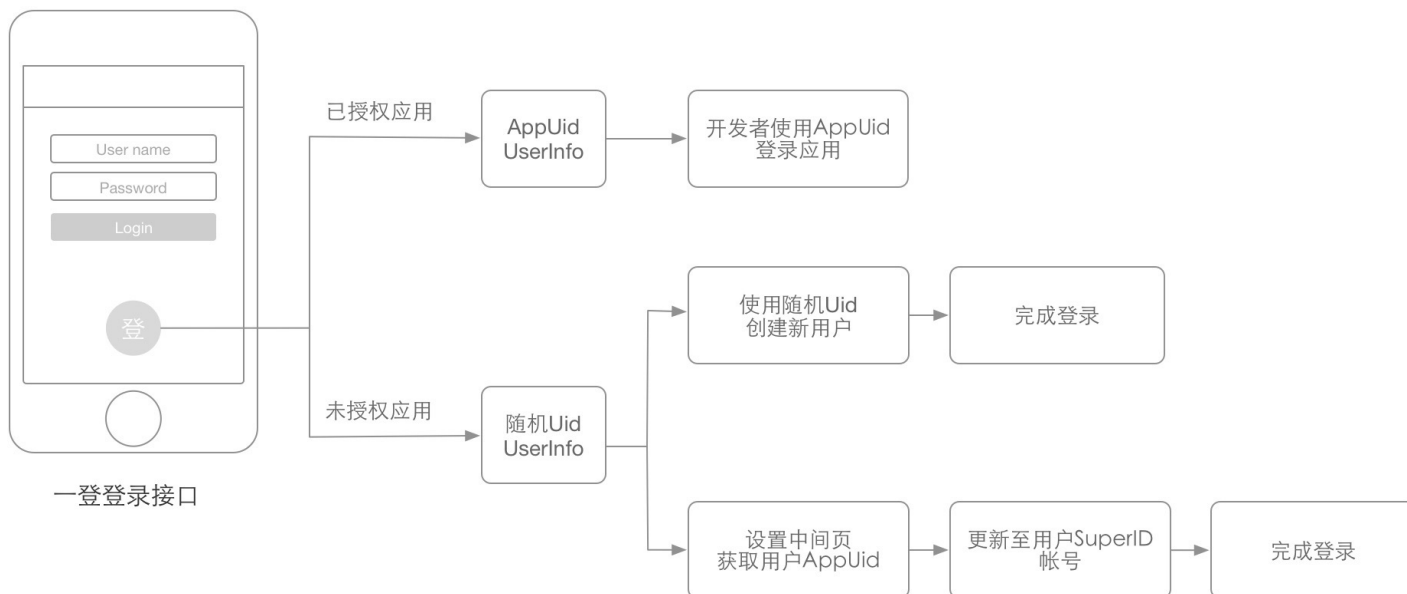 User name
Password
Login
登
一登登录接口
已授权应用
AppUid
UserInfo
开发者使用AppUid
登录应用
未授权应用
随机Uid
UserInfo
使用随机Uid
创建新用户
完成登录
设置中间页
获取用户AppUid
更新至用户SuperID
帐号
完成登录